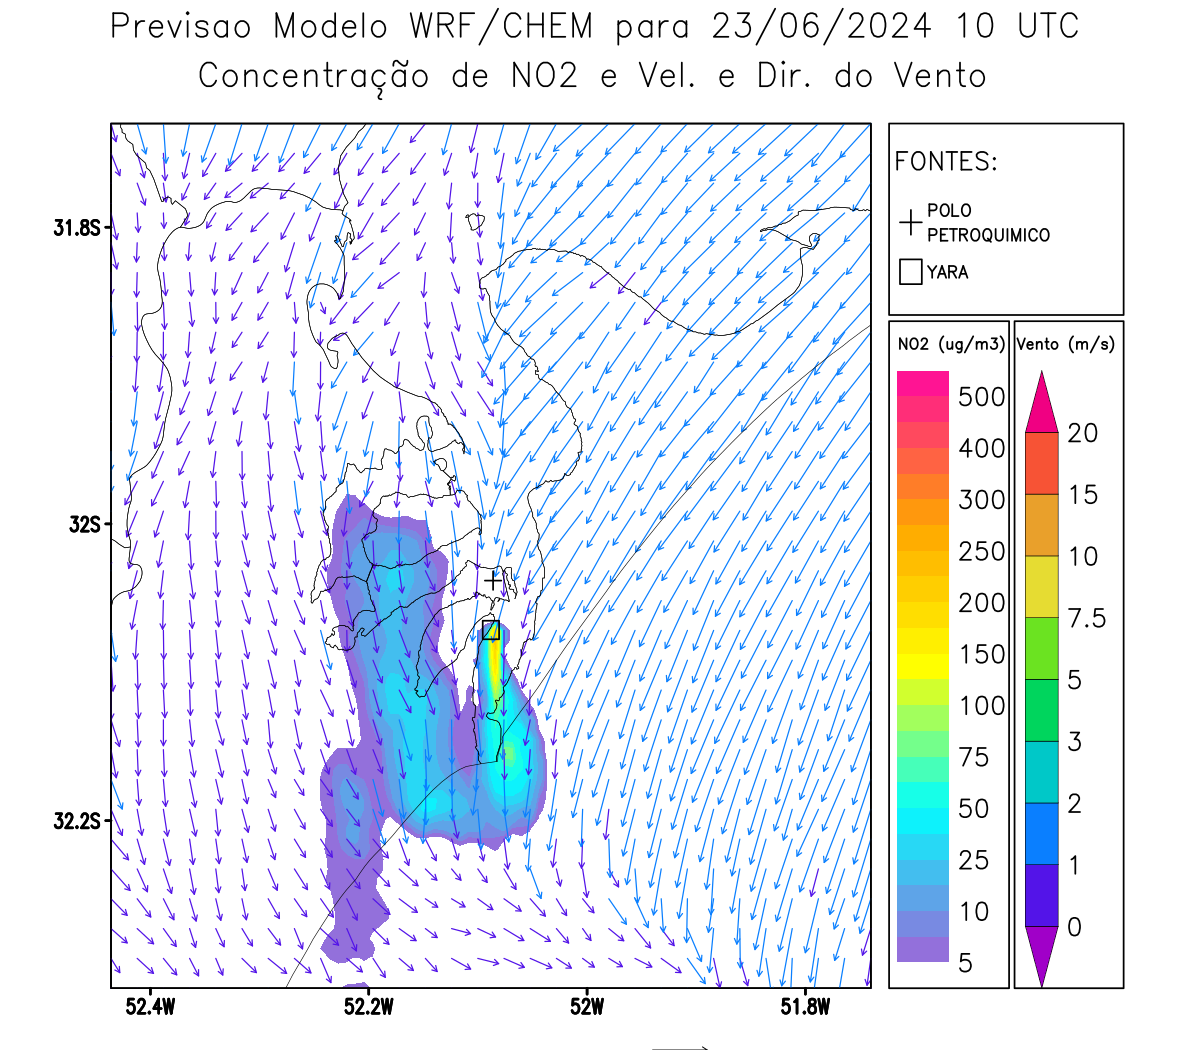 Previsao Modelo WRF/CHEM para 23/06/2024 10 UTC
Concentração de NO2 e Vel. e Dir. do Vento
FONTES:
POLO
PETROQUIMICO
YARA
NO2 (ug/m3)
500
400
300
250
200
150
100
75
50
25
10
5
Vento (m/s)
20
15
10
7.5
5
3
2
1
0
31.8S
32S
32.2S
52.4W
52.2W
52W
51.8W